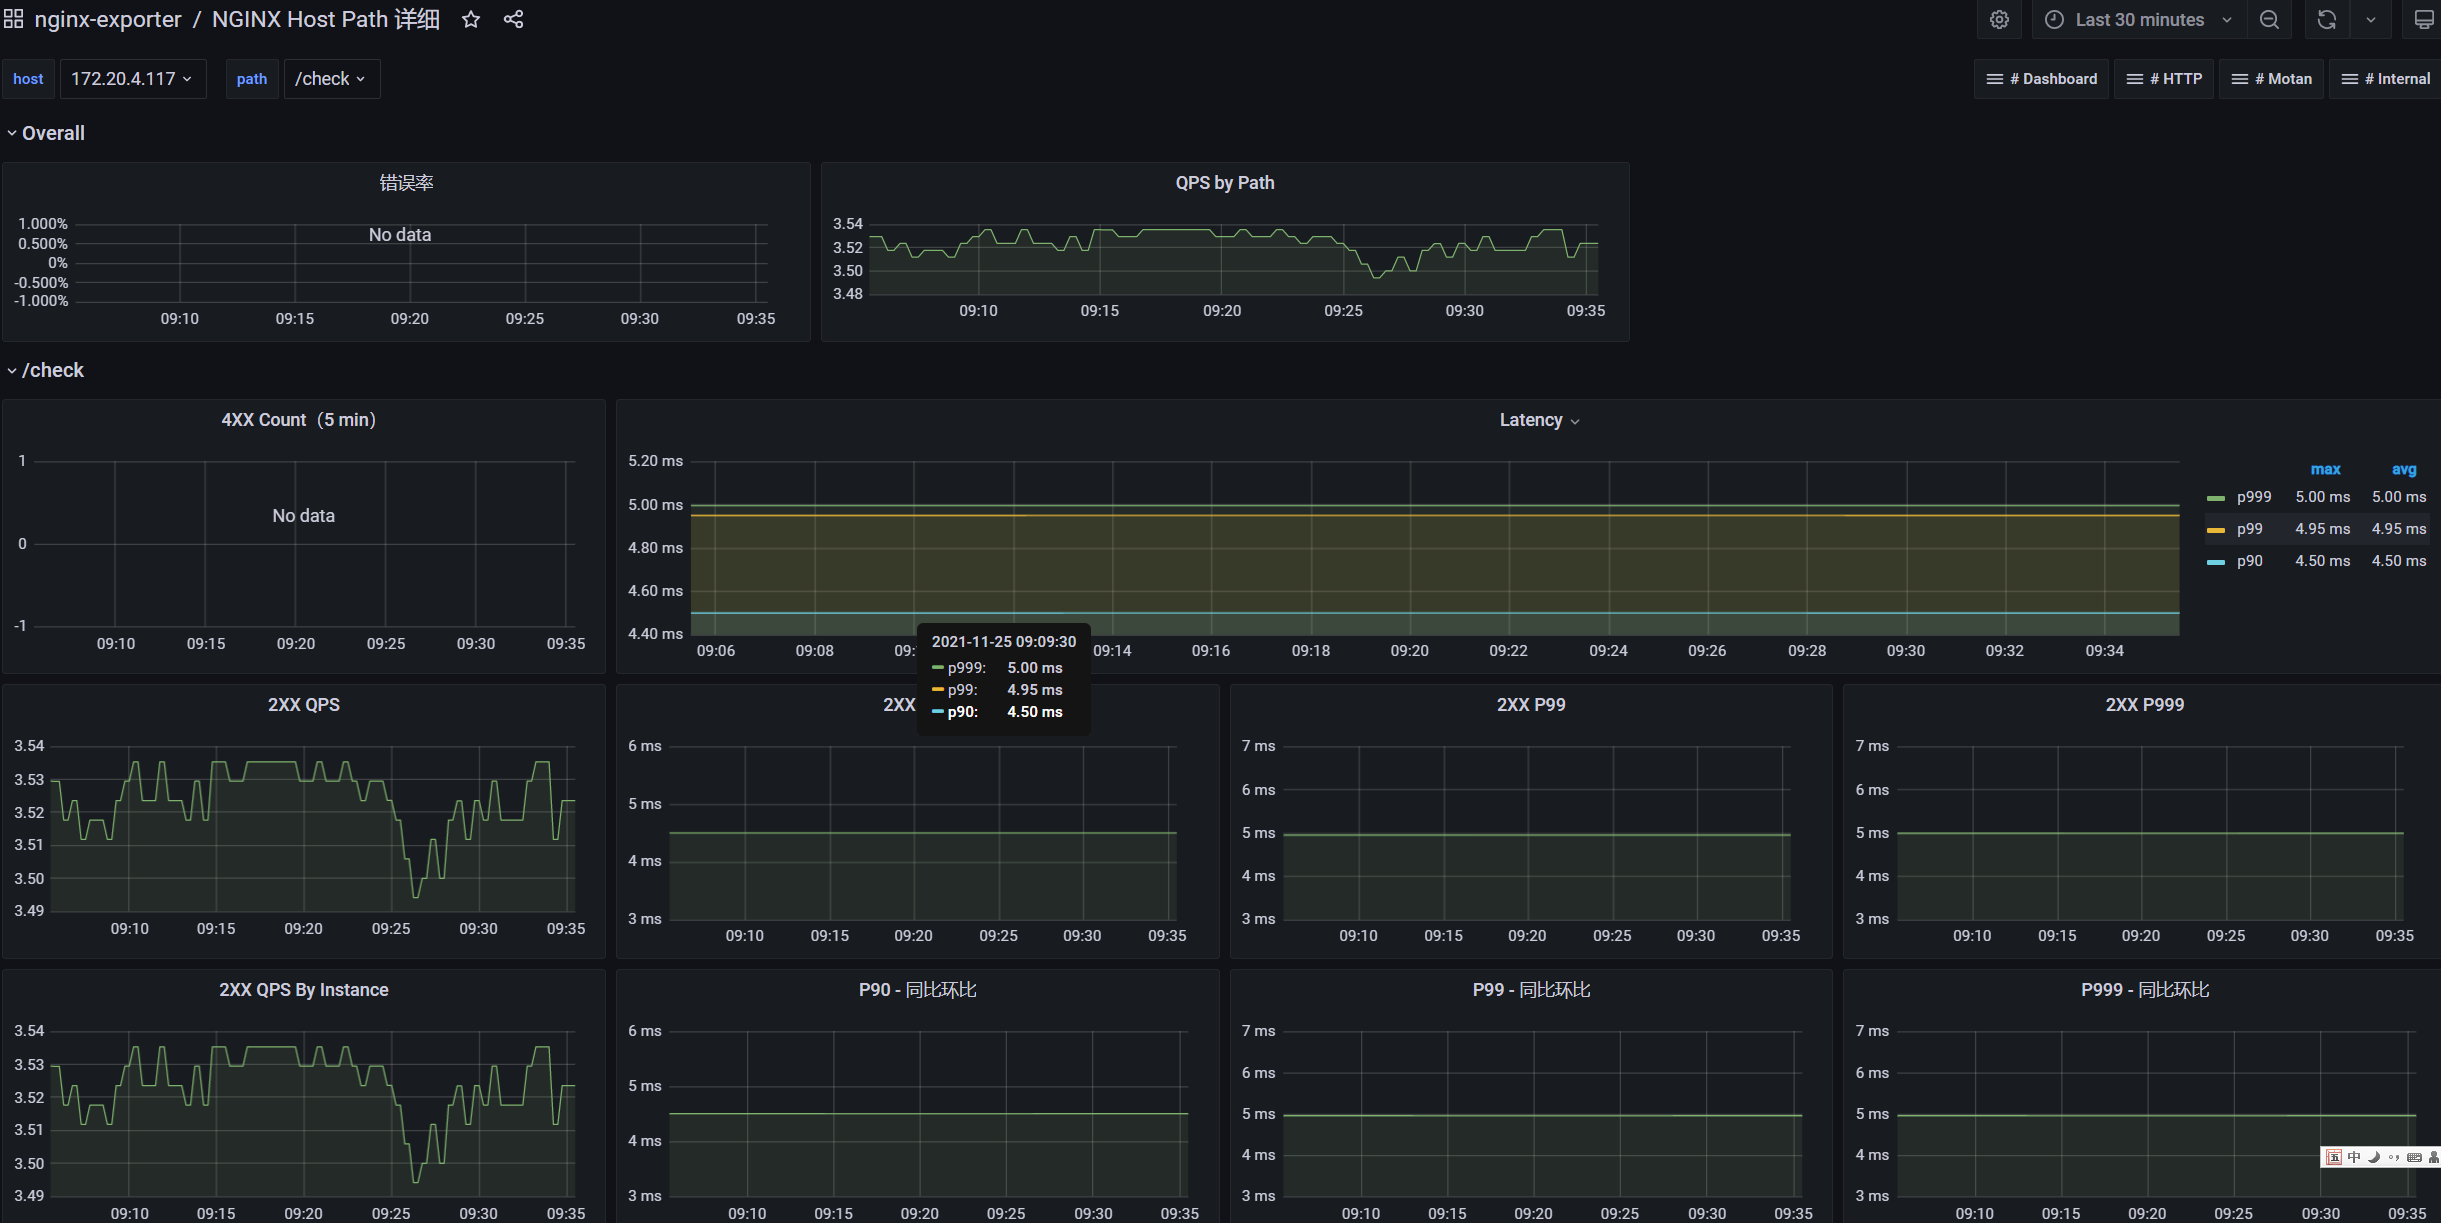 nginx-exporter / NGINX Host Path 详细
Last 30 minutes
host 172.20.4.117 path /check
# Dashboard # HTTP # Motan # Internal
Overall
错误率
1.000%
0.500%
0%
-0.500%
-1.000%
No data
09:10 09:15 09:20 09:25 09:30 09:35
QPS by Path
3.54
3.52
3.50
3.48
09:10 09:15 09:20 09:25 09:30 09:35
/check
4XX Count（5 min）
1
0
-1
No data
09:10 09:15 09:20 09:25 09:30 09:35
Latency
5.20 ms
5.00 ms
4.80 ms
4.60 ms
4.40 ms
09:06 09:08 09: 09:14 09:16 09:18 09:20 09:22 09:24 09:26 09:28 09:30 09:32 09:34
max avg
p999 5.00 ms 5.00 ms
p99 4.95 ms 4.95 ms
p90 4.50 ms 4.50 ms
2021-11-25 09:09:30
p999: 5.00 ms
p99: 4.95 ms
p90: 4.50 ms
2XX QPS
3.54
3.53
3.52
3.51
3.50
3.49
09:10 09:15 09:20 09:25 09:30 09:35
2XX
6 ms
5 ms
4 ms
3 ms
09:10 09:15 09:20 09:25 09:30 09:35
2XX P99
7 ms
6 ms
5 ms
4 ms
3 ms
09:10 09:15 09:20 09:25 09:30 09:35
2XX P999
7 ms
6 ms
5 ms
4 ms
3 ms
09:10 09:15 09:20 09:25 09:30 09:35
2XX QPS By Instance
3.54
3.53
3.52
3.51
3.50
3.49
09:10 09:15 09:20 09:25 09:30 09:35
P90 - 同比环比
6 ms
5 ms
4 ms
3 ms
09:10 09:15 09:20 09:25 09:30 09:35
P99 - 同比环比
7 ms
6 ms
5 ms
4 ms
3 ms
09:10 09:15 09:20 09:25 09:30 09:35
P999 - 同比环比
7 ms
6 ms
5 ms
4 ms
3 ms
09:10 09:15 09:20 09:25 09:30 09:35
五 中